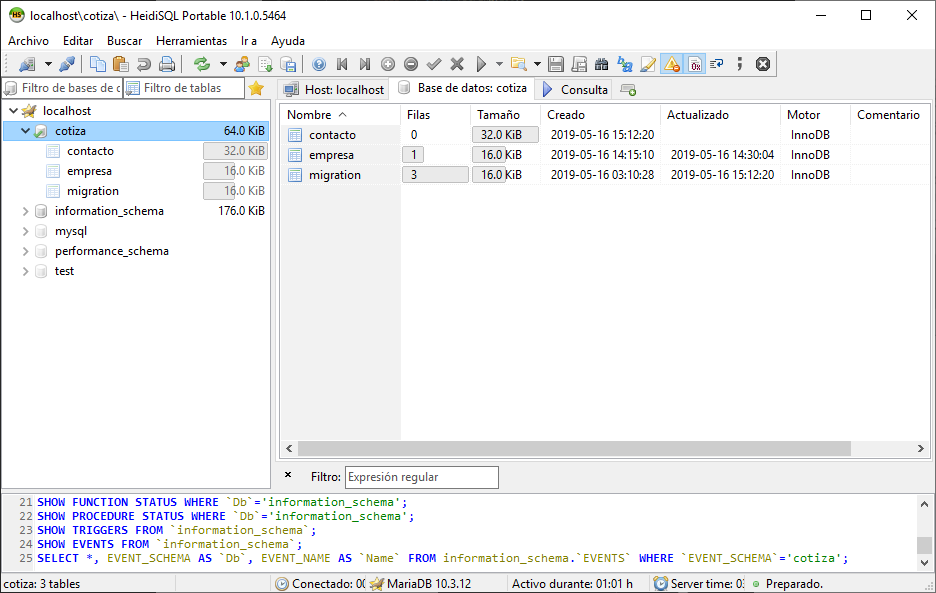 localhost\cotiza\ - HeidiSQL Portable 10.1.0.5464
Archivo Editar Buscar Herramientas Ir a Ayuda
Filtro de bases de c Filtro de tablas
Host: localhost Base de datos: cotiza Consulta
localhost
cotiza 64.0 KiB
contacto 32.0 KiB
empresa 16.0 KiB
migration 16.0 KiB
information_schema 176.0 KiB
mysql
performance_schema
test
Nombre Filas Tamaño Creado Actualizado Motor Comentario
contacto 0 32.0 KiB 2019-05-16 15:12:20 InnoDB
empresa 1 16.0 KiB 2019-05-16 14:15:10 2019-05-16 14:30:04 InnoDB
migration 3 16.0 KiB 2019-05-16 03:10:28 2019-05-16 15:12:20 InnoDB
Filtro: Expresión regular
21 SHOW FUNCTION STATUS WHERE `Db`='information_schema';
22 SHOW PROCEDURE STATUS WHERE `Db`='information_schema';
23 SHOW TRIGGERS FROM `information_schema`;
24 SHOW EVENTS FROM `information_schema`;
25 SELECT *, EVENT_SCHEMA AS `Db`, EVENT_NAME AS `Name` FROM information_schema.`EVENTS` WHERE `EVENT_SCHEMA`='cotiza';
cotiza: 3 tables Conectado: 00 MariaDB 10.3.12 Activo durante: 01:01 h Server time: Preparado.